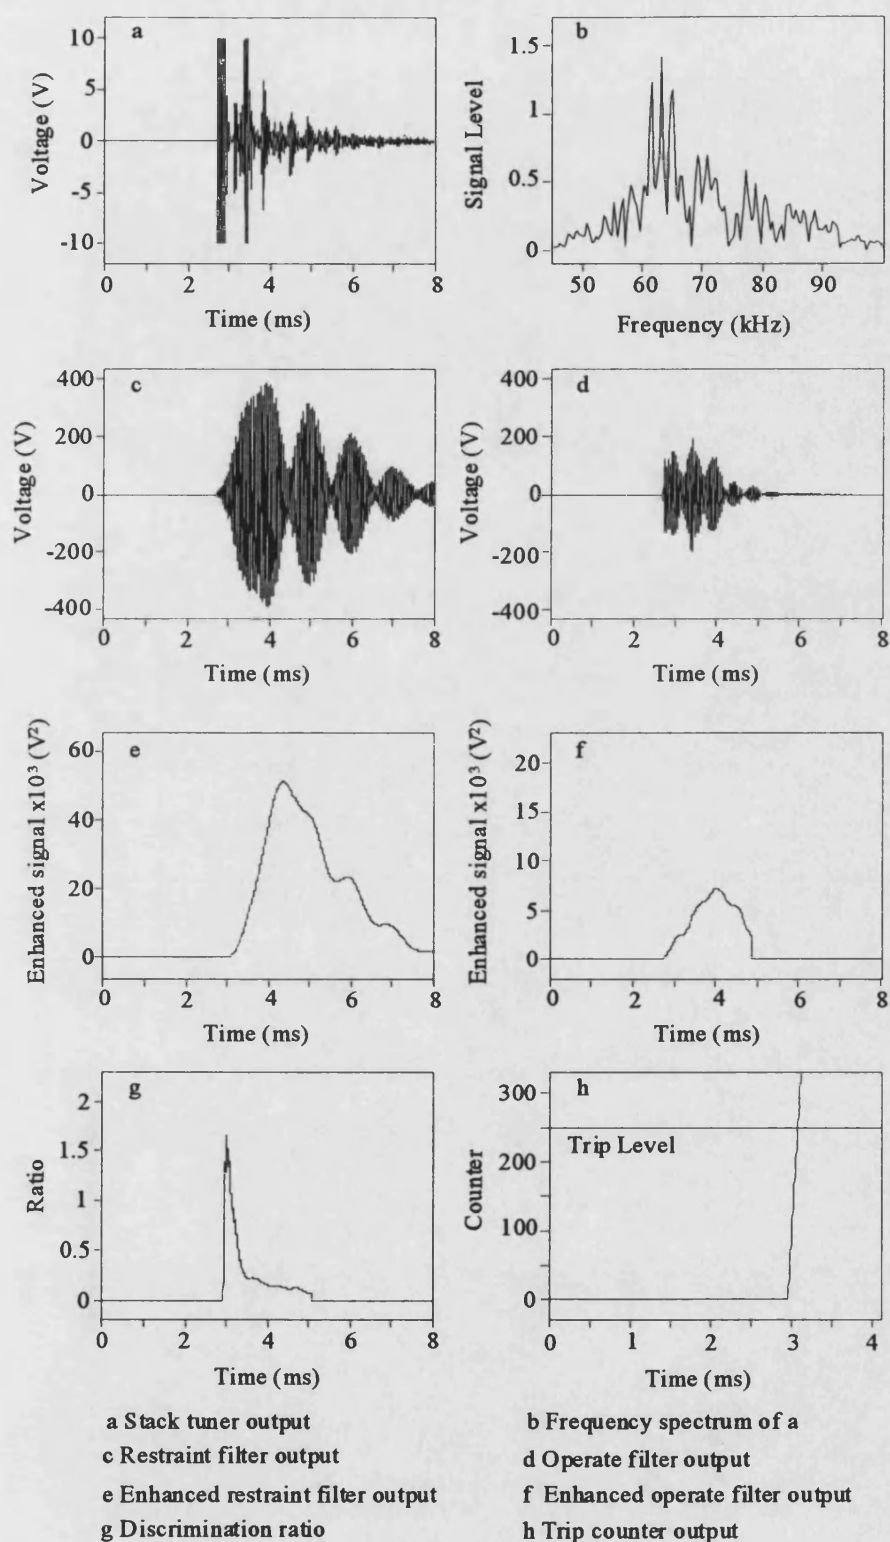 a
10
5
0
-5
-10
Voltage (V)
0 2 4 6 8
Time (ms)
b
1.5
1
0.5
0
Signal Level
50 60 70 80 90
Frequency (kHz)
c
400
200
0
-200
-400
Voltage (V)
0 2 4 6 8
Time (ms)
d
400
200
0
-200
-400
Voltage (V)
0 2 4 6 8
Time (ms)
e
60
40
20
0
Enhanced signal x10³ (V²)
0 2 4 6 8
Time (ms)
f
20
15
10
5
0
Enhanced signal x10³ (V²)
0 2 4 6 8
Time (ms)
g
2
1.5
1
0.5
0
Ratio
0 2 4 6 8
Time (ms)
h
300
200
100
0
Trip Level
Counter
0 1 2 3 4
Time (ms)
a Stack tuner output
b Frequency spectrum of a
c Restraint filter output
d Operate filter output
e Enhanced restraint filter output
f Enhanced operate filter output
g Discrimination ratio
h Trip counter output